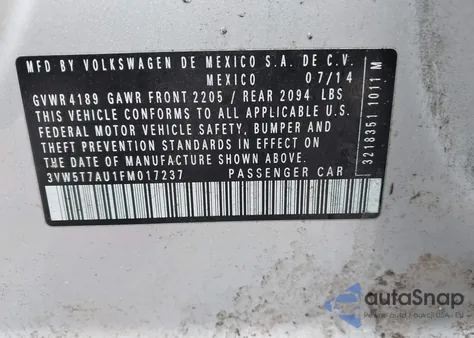 MFD BY VOLKSWAGEN DE MEXICO S.A. DE C.V.
MEXICO 07/14
GVWR 4189 GAWR FRONT 2205 / REAR 2094 LBS
THIS VEHICLE CONFORMS TO ALL APPLICABLE U.S.
FEDERAL MOTOR VEHICLE SAFETY, BUMPER AND
THEFT PREVENTION STANDARDS IN EFFECT ON THE
DATE OF MANUFACTURE SHOWN ABOVE.
3VW5T7AU1FM017237 PASSENGER CAR
3218351 1011 M
autoSnap